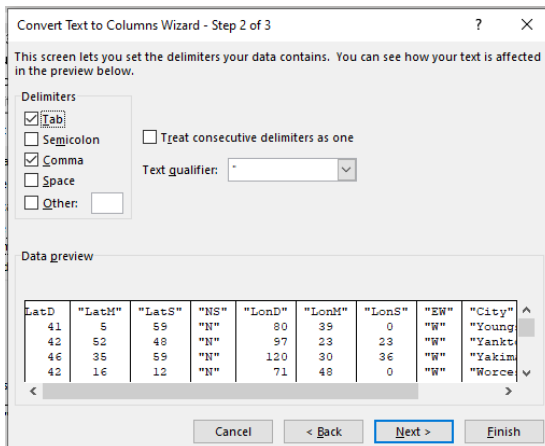 Convert Text to Columns Wizard - Step 2 of 3
This screen lets you set the delimiters your data contains. You can see how your text is affected
in the preview below.
Delimiters
Tab
Semicolon
Comma
Space
Other:
Treat consecutive delimiters as one
Text qualifier: "
Data preview
LatD "LatM" "LatS" "NS" "LonD" "LonM" "LonS" "EW" "City"
41 5 59 "N" 80 39 0 "W" "Youngs
42 52 48 "N" 97 23 23 "W" "Yankt
46 35 59 "N" 120 30 36 "W" "Yakim
42 16 12 "N" 71 48 0 "W" "Worces
Cancel < Back Next > Finish